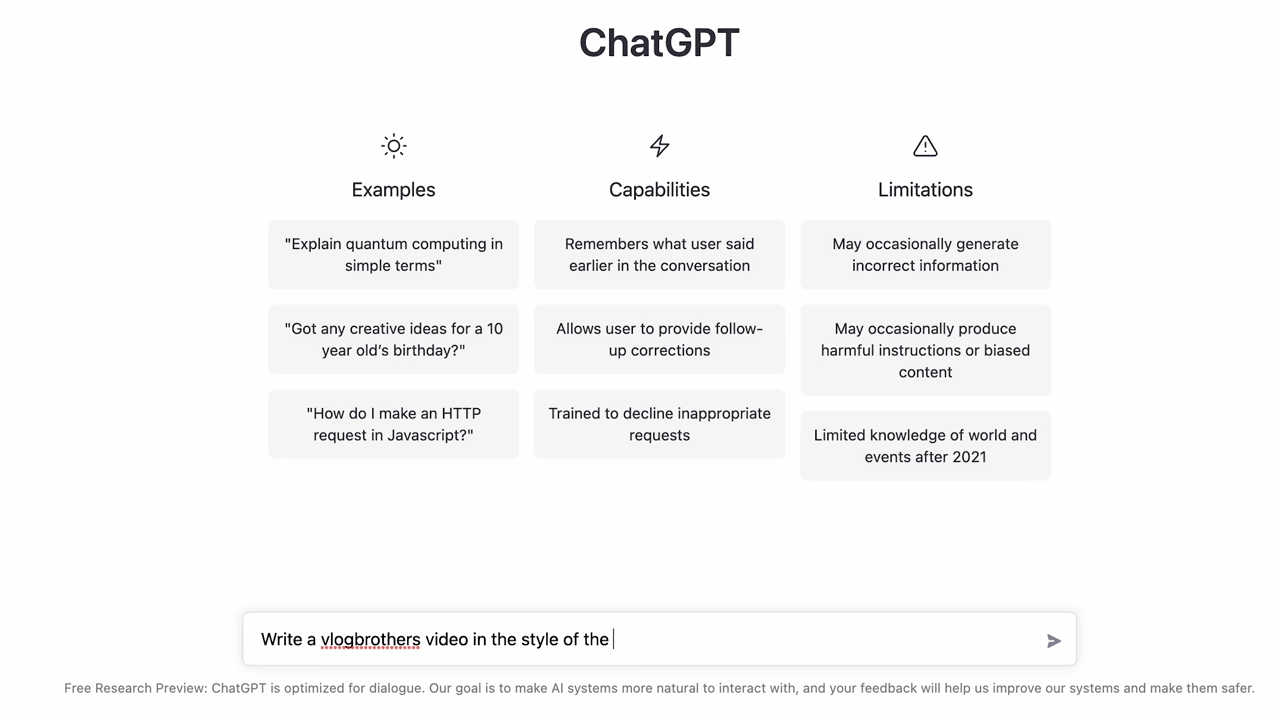 ChatGPT
Examples
"Explain quantum computing in
simple terms"
"Got any creative ideas for a 10
year old’s birthday?"
"How do I make an HTTP
request in Javascript?"
Capabilities
Remembers what user said
earlier in the conversation
Allows user to provide follow-
up corrections
Trained to decline inappropriate
requests
Limitations
May occasionally generate
incorrect information
May occasionally produce
harmful instructions or biased
content
Limited knowledge of world and
events after 2021
Write a vlogbrothers video in the style of the
Free Research Preview: ChatGPT is optimized for dialogue. Our goal is to make AI systems more natural to interact with, and your feedback will help us improve our systems and make them safer.